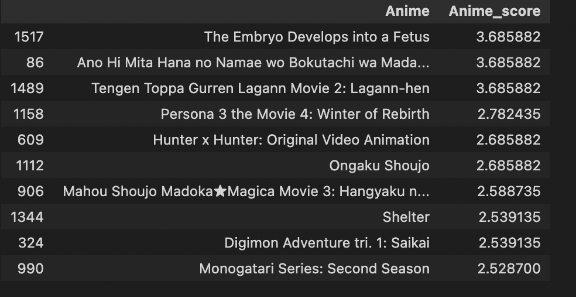 Anime Anime_score
1517 The Embryo Develops into a Fetus 3.685882
86 Ano Hi Mita Hana no Namae wo Bokutachi wa Mada... 3.685882
1489 Tengen Toppa Gurren Lagann Movie 2: Lagann-hen 3.685882
1158 Persona 3 the Movie 4: Winter of Rebirth 2.782435
609 Hunter x Hunter: Original Video Animation 2.685882
1112 Ongaku Shoujo 2.685882
906 Mahou Shoujo Madoka★Magica Movie 3: Hangyaku n... 2.588735
1344 Shelter 2.539135
324 Digimon Adventure tri. 1: Saikai 2.539135
990 Monogatari Series: Second Season 2.528700